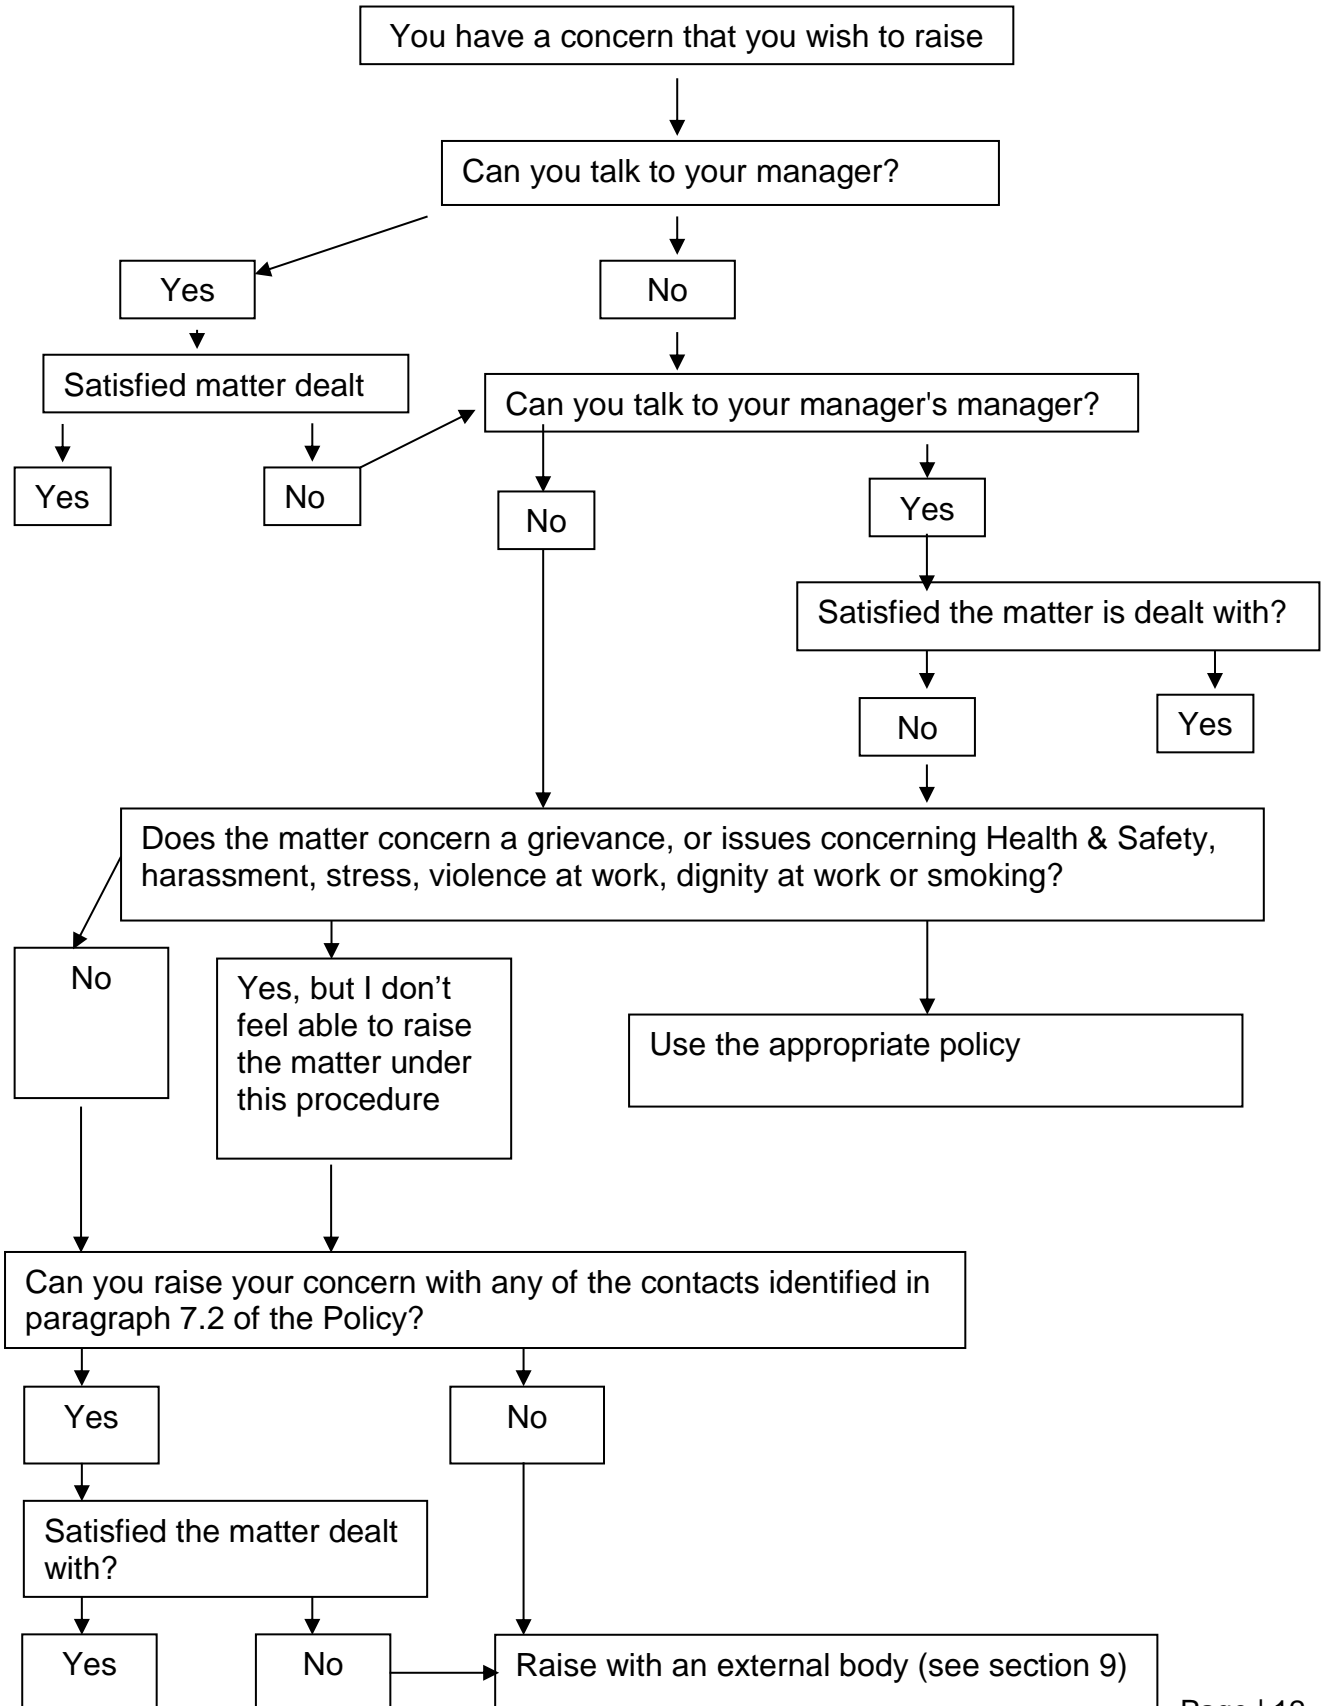 You have a concern that you wish to raise
Can you talk to your manager?
Yes
No
Satisfied matter dealt
Can you talk to your manager's manager?
Yes
No
No
Yes
Satisfied the matter is dealt with?
No
Yes
Does the matter concern a grievance, or issues concerning Health & Safety,
harassment, stress, violence at work, dignity at work or smoking?
No
Yes, but I don’t
feel able to raise
the matter under
this procedure
Use the appropriate policy
Can you raise your concern with any of the contacts identified in
paragraph 7.2 of the Policy?
Yes
No
Satisfied the matter dealt
with?
Yes
No
Raise with an external body (see section 9)